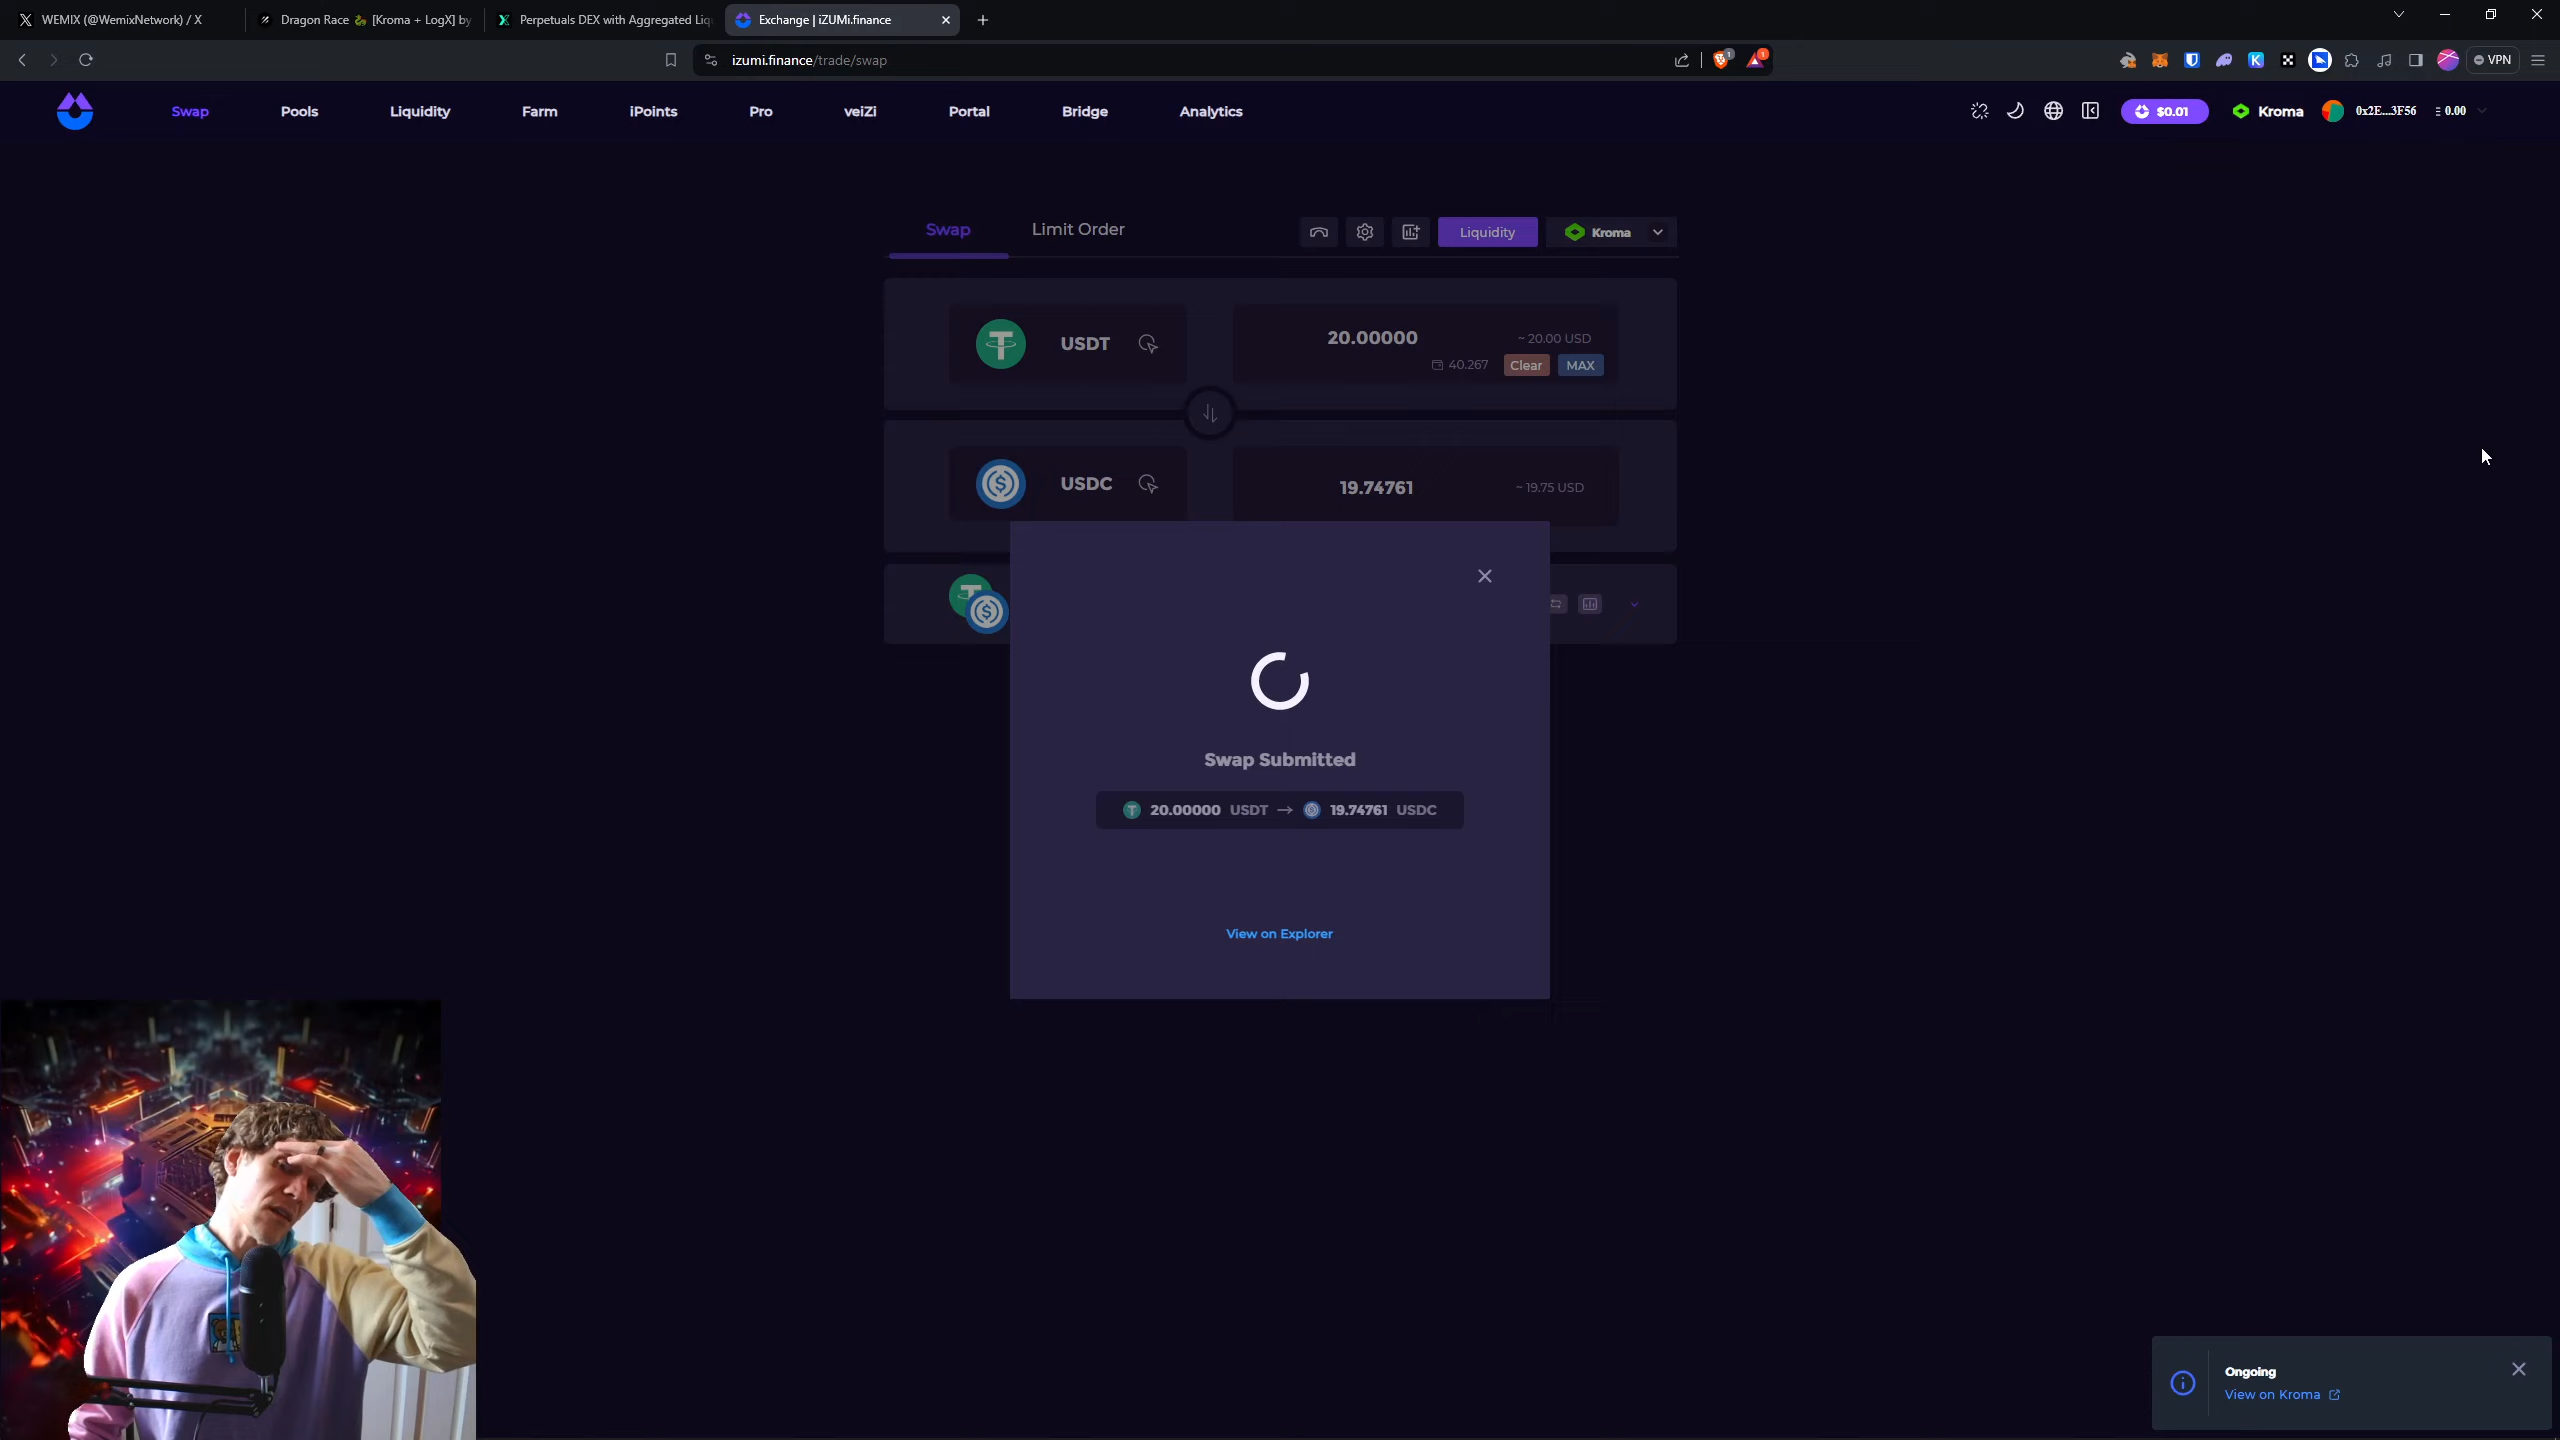 WEMIX (@WemixNetwork) / X
Dragon Race 🐉 [Kroma + LogX] by
Perpetuals DEX with Aggregated Liq
Exchange | iZUMi.finance
izumi.finance/trade/swap
1
1
VPN
Swap
Pools
Liquidity
Farm
iPoints
Pro
veiZi
Portal
Bridge
Analytics
$0.01
Kroma
0x2E...3F56
Ξ 0.00
Swap
Limit Order
Liquidity
Kroma
USDT
20.00000
~ 20.00 USD
40.267
Clear
MAX
USDC
19.74761
~ 19.75 USD
Swap Submitted
20.00000 USDT → 19.74761 USDC
View on Explorer
Ongoing
View on Kroma